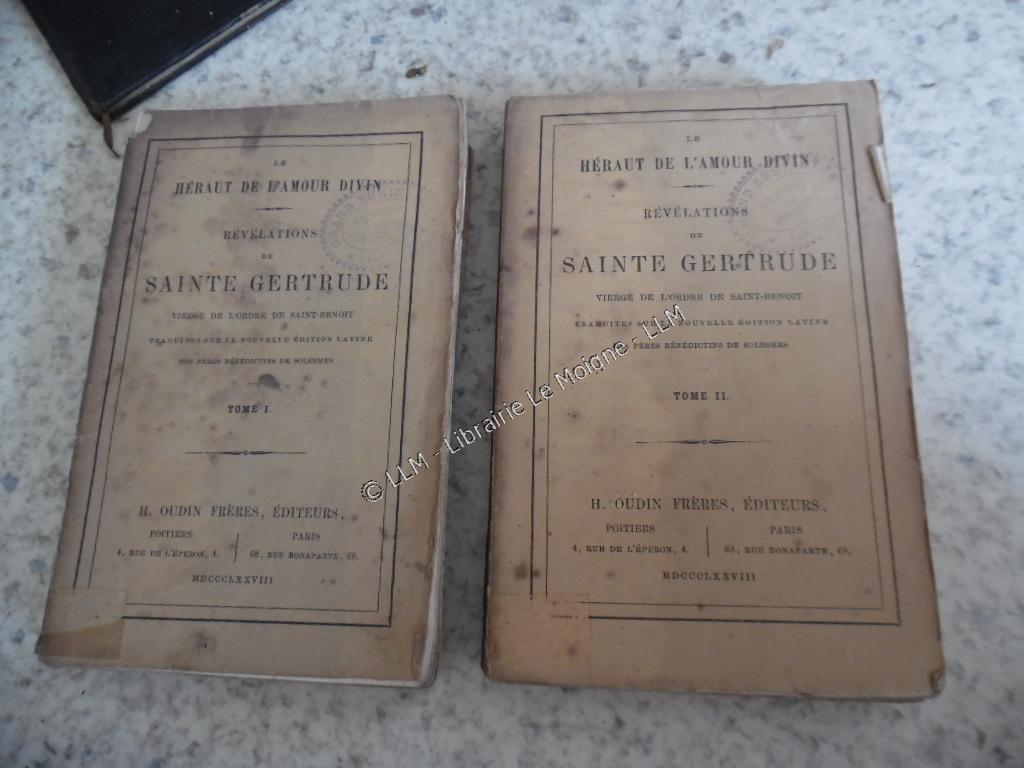 LE
HÉRAUT DE L'AMOUR DIVIN
RÉVÉLATIONS
DE
SAINTE GERTRUDE
VIERGE DE L'ORDRE DE SAINT-BENOIT
TRADUITES SUR LA NOUVELLE ÉDITION LATINE
DES PÈRES BÉNÉDICTINS DE SOLESMES
TOME I.
H. OUDIN FRÈRES, ÉDITEURS,
POITIERS
4, RUE DE L'ÉPERON, 4.
PARIS
68, RUE BONAPARTE, 68.
MDCCCLXXVIII
LE
HÉRAUT DE L'AMOUR DIVIN
RÉVÉLATIONS
DE
SAINTE GERTRUDE
VIERGE DE L'ORDRE DE SAINT-BENOIT
TRADUITES SUR LA NOUVELLE ÉDITION LATINE
PÈRES BÉNÉDICTINS DE SOLESMES
TOME II.
H. OUDIN FRÈRES, ÉDITEURS,
POITIERS
4, RUE DE L'ÉPERON, 4.
PARIS
68, RUE BONAPARTE, 68.
MDCCCLXXVIII
© LLM - Librairie Le Moigne - LLM
GRAND